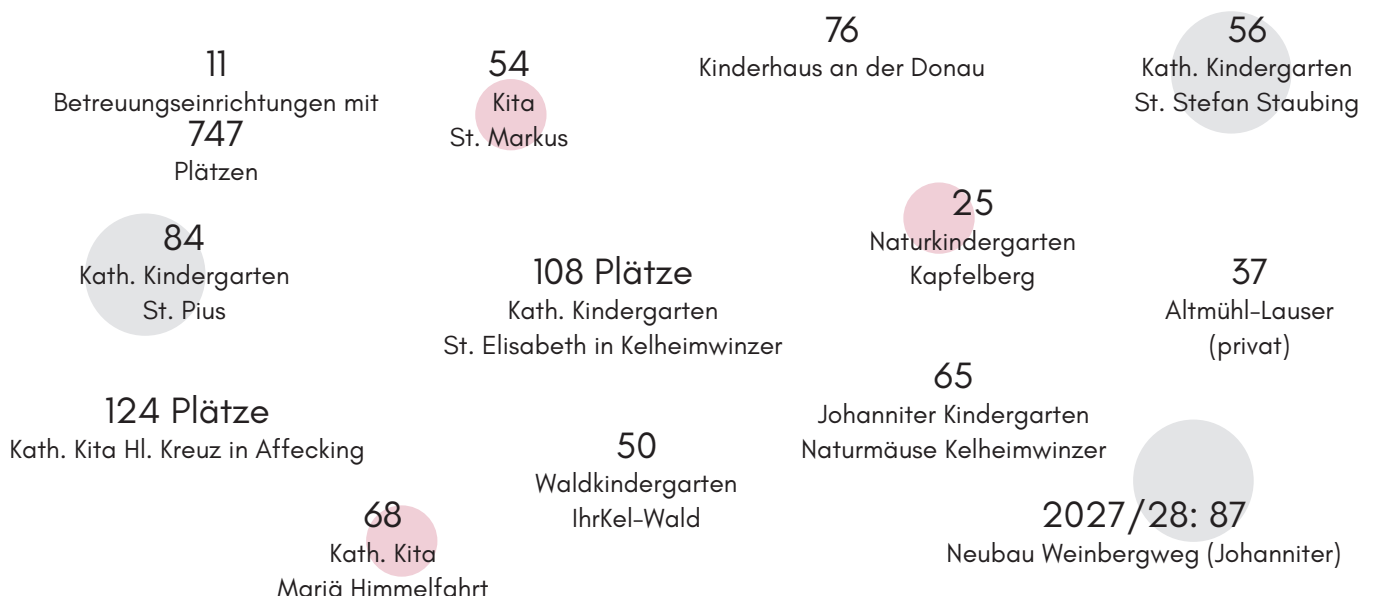 11
Betreuungseinrichtungen mit
747
Plätzen
54
Kita
St. Markus
76
Kinderhaus an der Donau
56
Kath. Kindergarten
St. Stefan Staubing
84
Kath. Kindergarten
St. Pius
108 Plätze
Kath. Kindergarten
St. Elisabeth in Kelheimwinzer
25
Naturkindergarten
Kapfelberg
37
Altmühl-Lauser
(privat)
124 Plätze
Kath. Kita Hl. Kreuz in Affecking
65
Johanniter Kindergarten
Naturmäuse Kelheimwinzer
50
Waldkindergarten
IhrKel-Wald
68
Kath. Kita
Mariä Himmelfahrt
2027/28: 87
Neubau Weinbergweg (Johanniter)